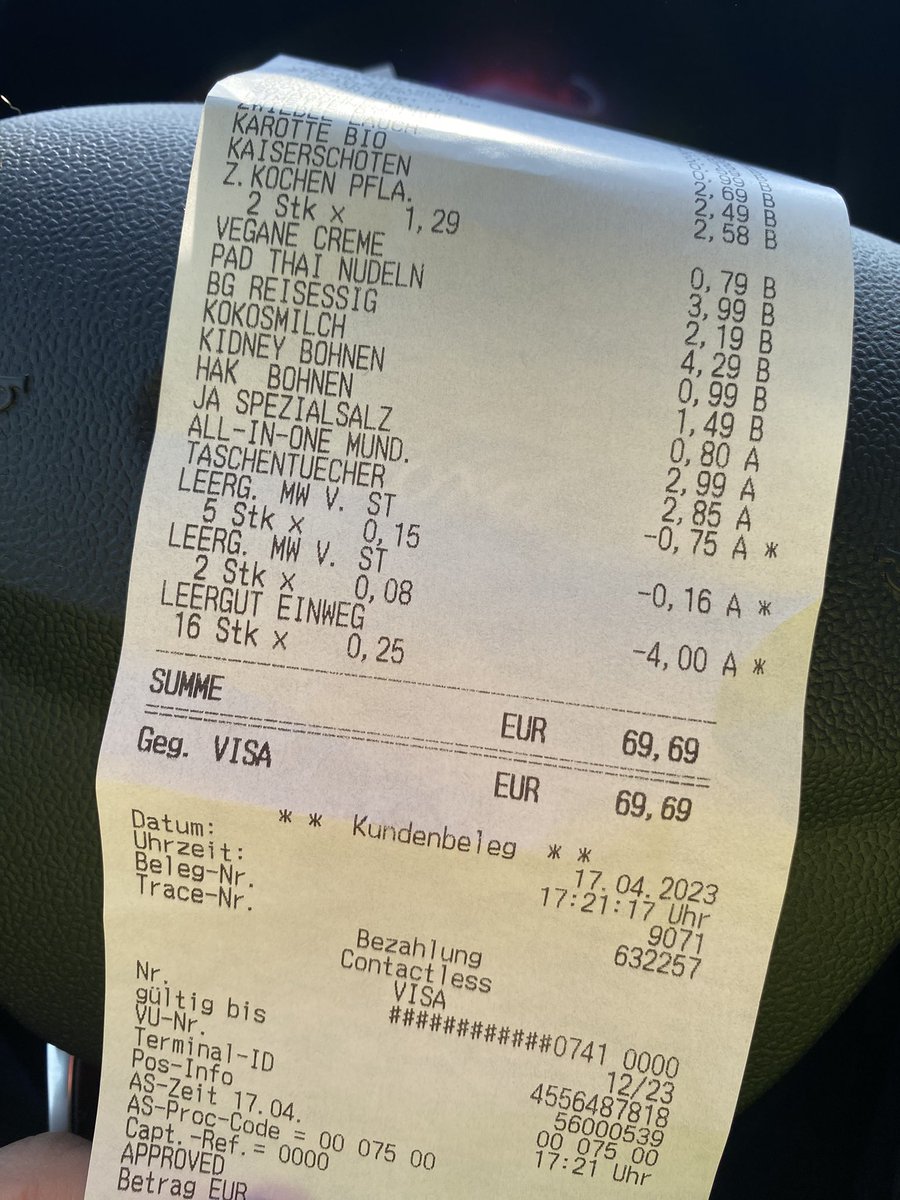 ZWIEBEL LAUCH
KAROTTE BIO 2,69 B
KAISERSCHOTEN 2,49 B
Z.KOCHEN PFLA. 2,58 B
2 Stk x 1,29
VEGANE CREME 0,79 B
PAD THAI NUDELN 3,99 B
BG REISESSIG 2,19 B
KOKOSMILCH 4,29 B
KIDNEY BOHNEN 0,99 B
HAK BOHNEN 1,49 B
JA SPEZIALSALZ 0,80 A
ALL-IN-ONE MUND. 2,99 A
TASCHENTUECHER 2,85 A
LEERG. MW V. ST -0,75 A *
5 Stk x 0,15
LEERG. MW V. ST -0,16 A *
2 Stk x 0,08
LEERGUT EINWEG -4,00 A *
16 Stk x 0,25
SUMME EUR 69,69
Geg. VISA EUR 69,69
* * Kundenbeleg * *
Datum: 17.04.2023
Uhrzeit: 17:21:17 Uhr
Beleg-Nr. 9071
Trace-Nr. 632257
Bezahlung
Contactless
VISA
Nr. ############0741 0000
gültig bis 12/23
VU-Nr. 4556487818
Terminal-ID 56000539
Pos-Info 00 075 00
AS-Zeit 17.04. 17:21 Uhr
AS-Proc-Code = 00 075 00
Capt.-Ref.= 0000
APPROVED
Betrag EUR